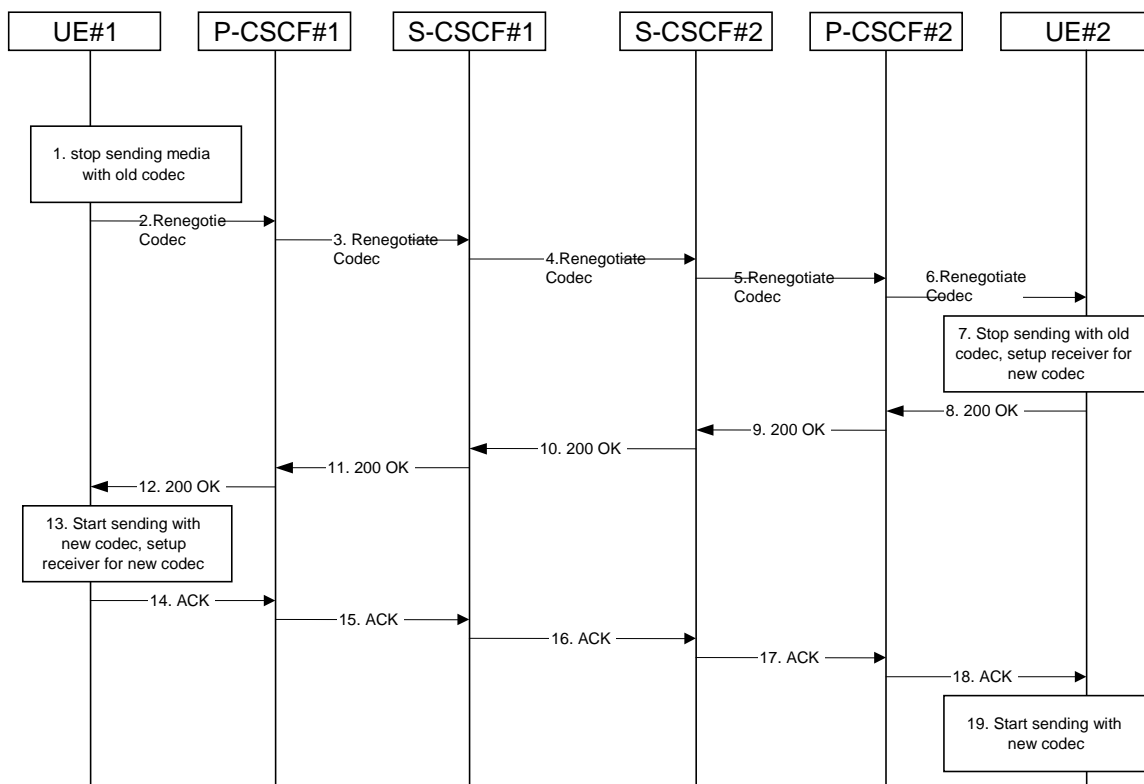 UE#1
P-CSCF#1
S-CSCF#1
S-CSCF#2
P-CSCF#2
UE#2
1. stop sending media
with old codec
2.Renegotie
Codec
3. Renegotiate
Codec
4.Renegotiate
Codec
5.Renegotiate
Codec
6.Renegotiate
Codec
7. Stop sending with old
codec, setup receiver for
new codec
8. 200 OK
9. 200 OK
10. 200 OK
11. 200 OK
12. 200 OK
13. Start sending with
new codec, setup
receiver for new codec
14. ACK
15. ACK
16. ACK
17. ACK
18. ACK
19. Start sending with
new codec